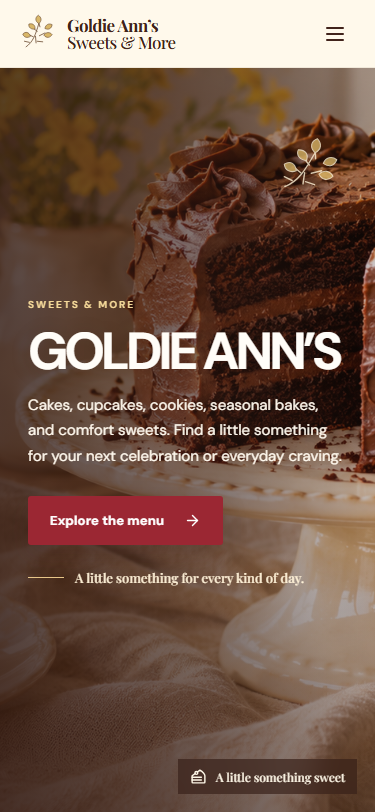 Goldie Ann's
Sweets & More
SWEETS & MORE
GOLDIE ANN'S
Cakes, cupcakes, cookies, seasonal bakes,
and comfort sweets. Find a little something
for your next celebration or everyday craving.
Explore the menu
A little something for every kind of day.
A little something sweet